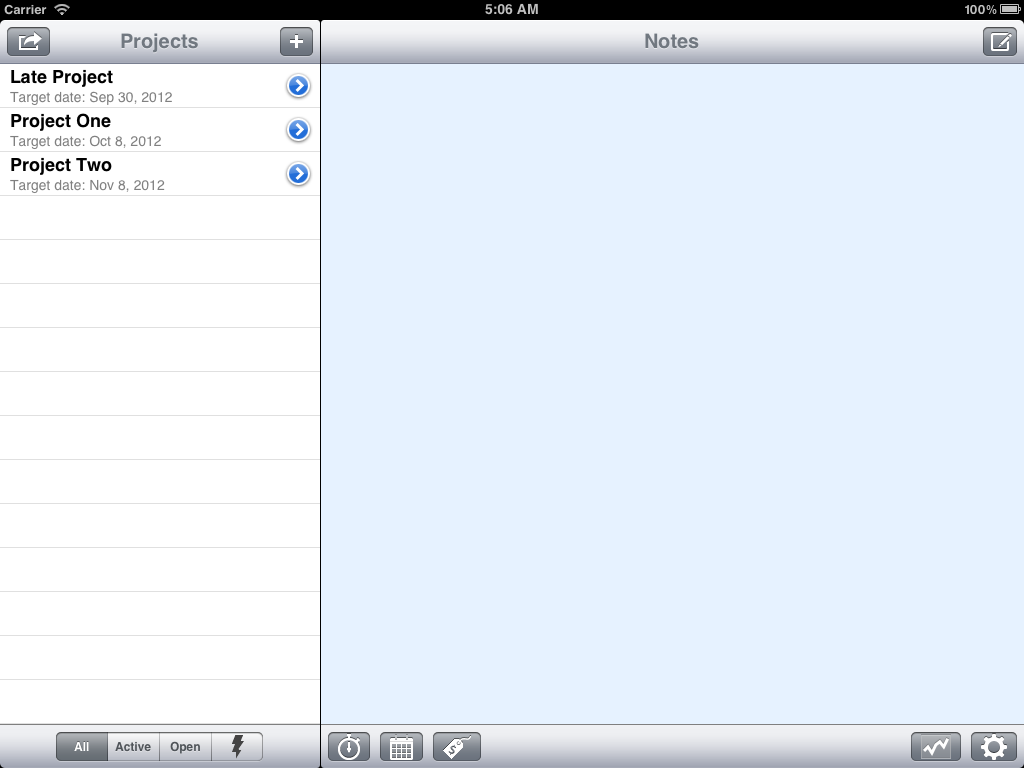 Carrier 5:06 AM 100%
Projects Notes
Late Project
Target date: Sep 30, 2012
Project One
Target date: Oct 8, 2012
Project Two
Target date: Nov 8, 2012
All Active Open